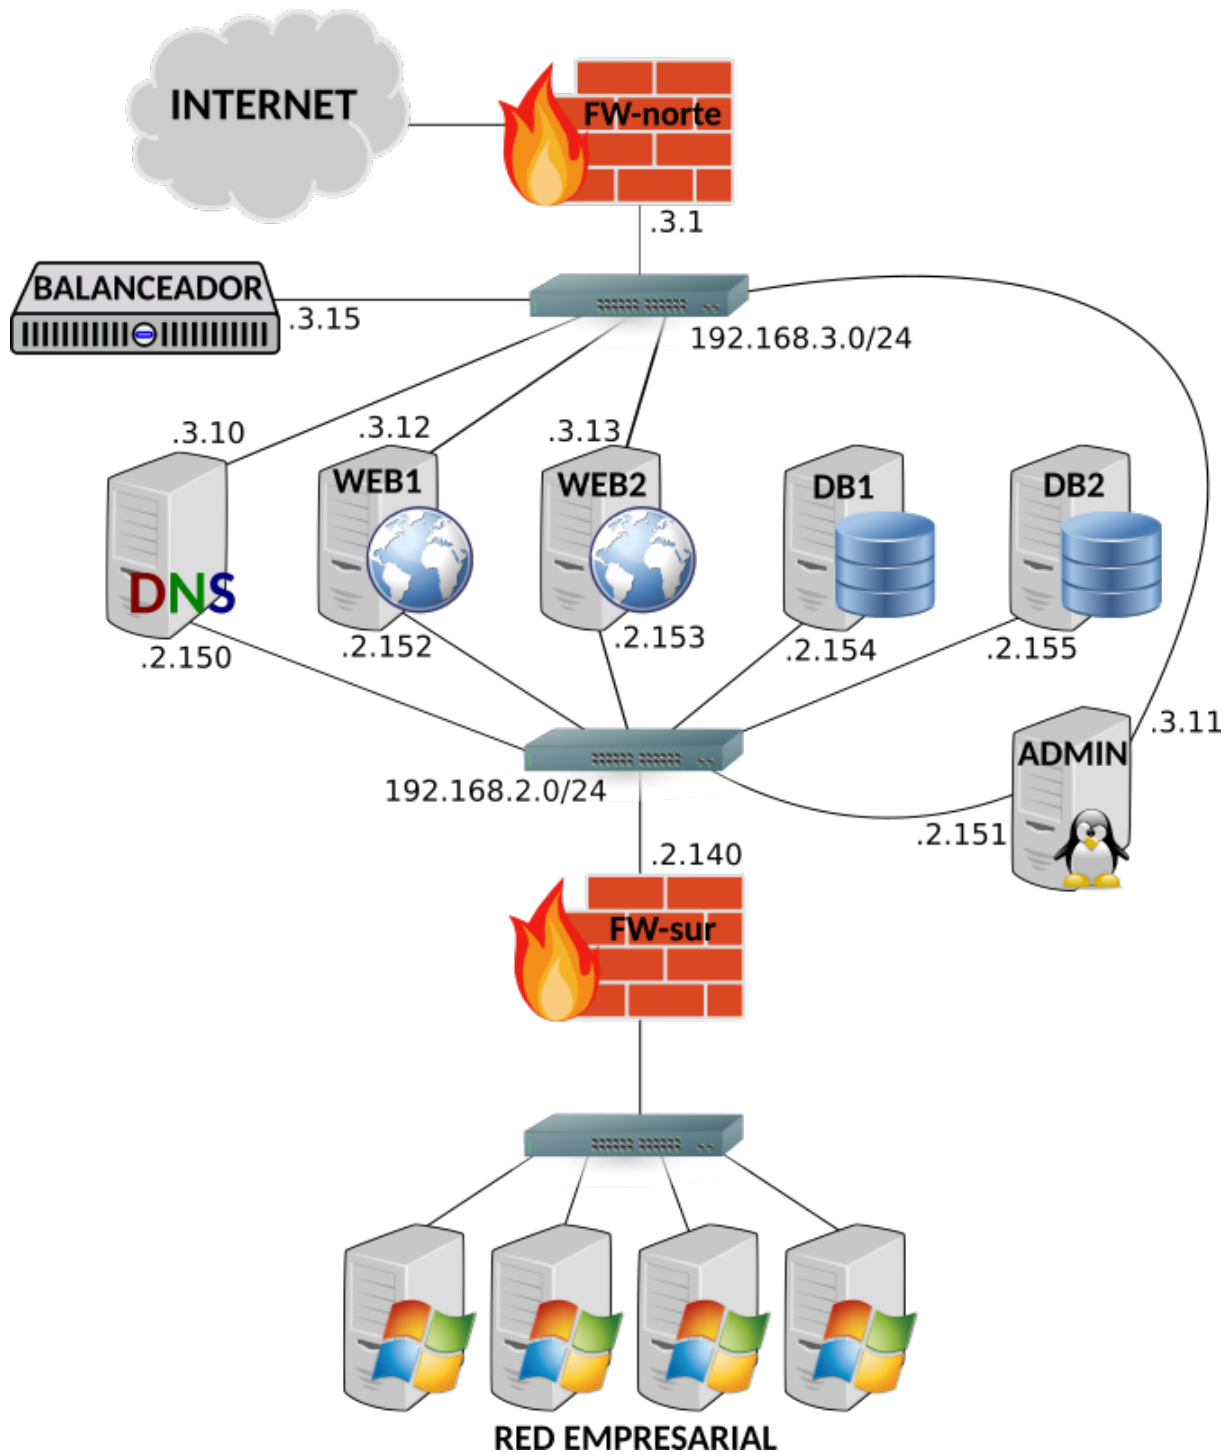 INTERNET
FW-norte
.3.1
BALANCEADOR
.3.15
192.168.3.0/24
.3.10
.3.12
.3.13
WEB1
WEB2
DB1
DB2
DNS
.2.150
.2.152
.2.153
.2.154
.2.155
.3.11
ADMIN
192.168.2.0/24
.2.151
.2.140
FW-sur
RED EMPRESARIAL